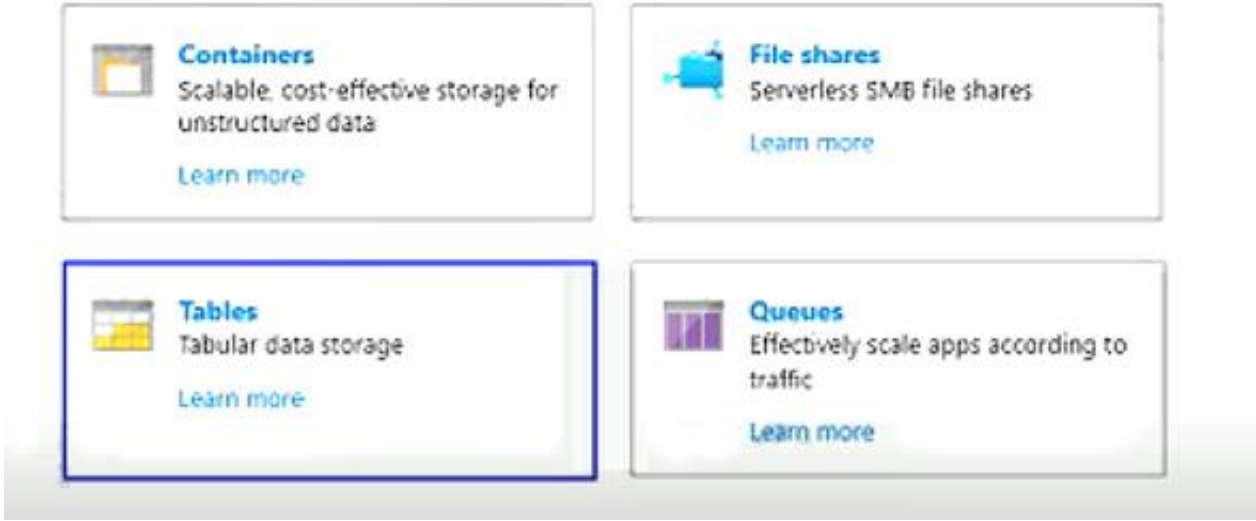 Containers
Scalable, cost-effective storage for
unstructured data
Learn more
File shares
Serverless SMB file shares
Learn more
Tables
Tabular data storage
Learn more
Queues
Effectively scale apps according to
traffic
Learn more